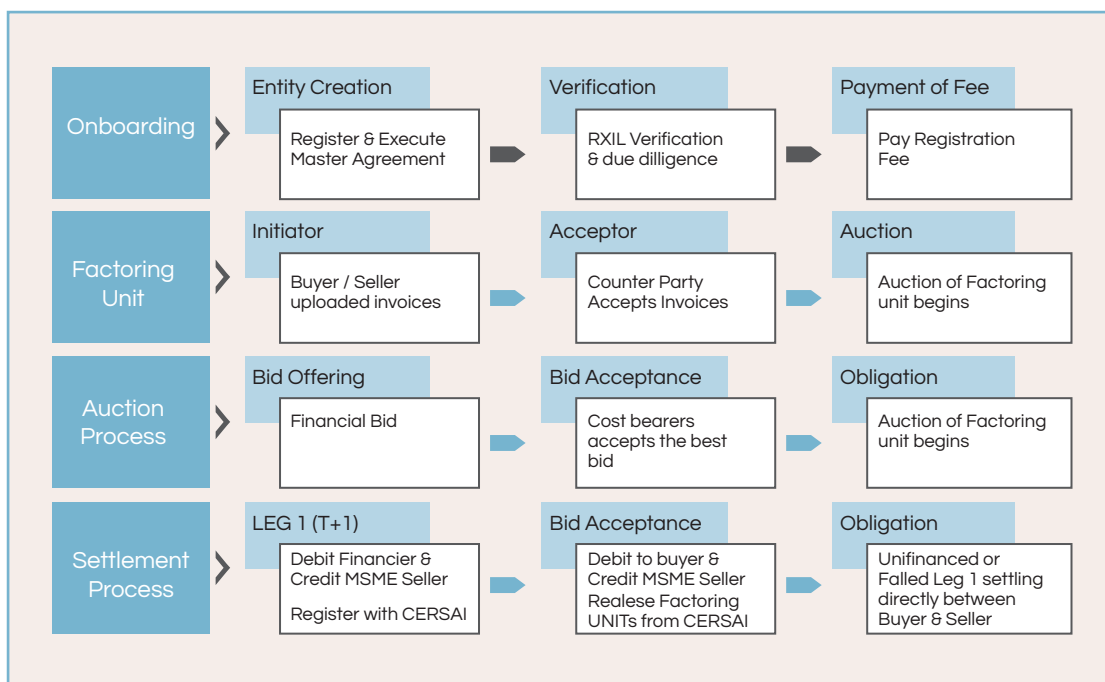 Onboarding
Entity Creation
Register & Execute
Master Agreement
Verification
RXIL Verification
& due dilligence
Payment of Fee
Pay Registration
Fee
Factoring
Unit
Initiator
Buyer / Seller
uploaded invoices
Acceptor
Counter Party
Accepts Invoices
Auction
Auction of Factoring
unit begins
Auction
Process
Bid Offering
Financial Bid
Bid Acceptance
Cost bearers
accepts the best
bid
Obligation
Auction of Factoring
unit begins
Settlement
Process
LEG 1 (T+1)
Debit Financier &
Credit MSME Seller
Register with CERSAI
Bid Acceptance
Debit to buyer &
Credit MSME Seller
Realese Factoring
UNITs from CERSAI
Obligation
Unifinanced or
Falled Leg 1 settling
directly between
Buyer & Seller